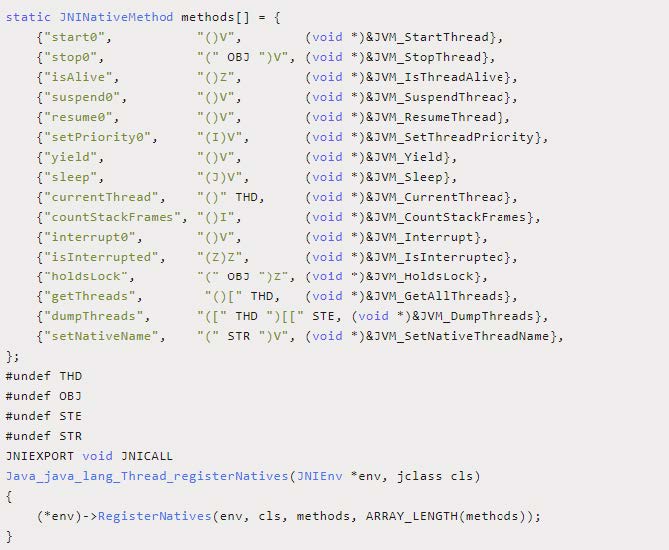 static JNINativeMethod methods[] = {
    {"start0",           "()V",        (void *)&JVM_StartThread},
    {"stop0",            "(" OBJ ")V", (void *)&JVM_StopThread},
    {"isAlive",          "()Z",        (void *)&JVM_IsThreadAlive},
    {"suspend0",         "()V",        (void *)&JVM_SuspendThread},
    {"resume0",          "()V",        (void *)&JVM_ResumeThread},
    {"setPriority0",     "(I)V",       (void *)&JVM_SetThreadPriority},
    {"yield",            "()V",        (void *)&JVM_Yield},
    {"sleep",            "(J)V",       (void *)&JVM_Sleep},
    {"currentThread",    "()" THD,     (void *)&JVM_CurrentThread},
    {"countStackFrames", "()I",        (void *)&JVM_CountStackFrames},
    {"interrupt0",       "()V",        (void *)&JVM_Interrupt},
    {"isInterrupted",    "(Z)Z",       (void *)&JVM_IsInterrupted},
    {"holdsLock",        "(" OBJ ")Z", (void *)&JVM_HoldsLock},
    {"getThreads",        "()[" THD,   (void *)&JVM_GetAllThreads},
    {"dumpThreads",      "([" THD ")[[" STE, (void *)&JVM_DumpThreads},
    {"setNativeName",    "(" STR ")V", (void *)&JVM_SetNativeThreadName},
};
#undef THD
#undef OBJ
#undef STE
#undef STR
JNIEXPORT void JNICALL
Java_java_lang_Thread_registerNatives(JNIEnv *env, jclass cls)
{
    (*env)->RegisterNatives(env, cls, methods, ARRAY_LENGTH(methods));
}